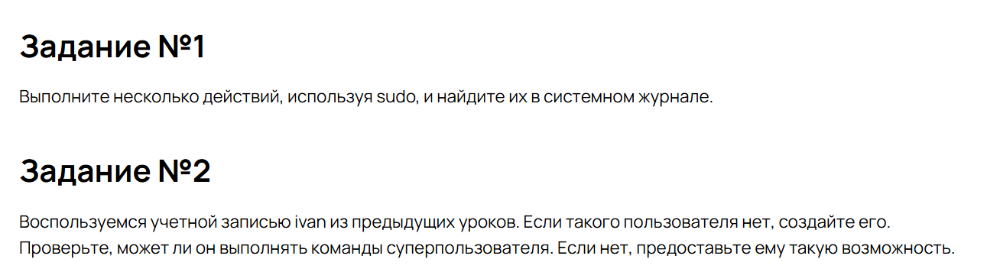 Задание №1
Выполните несколько действий, используя sudo, и найдите их в системном журнале.
Задание №2
Воспользуемся учетной записью ivan из предыдущих уроков. Если такого пользователя нет, создайте его.
Проверьте, может ли он выполнять команды суперпользователя. Если нет, предоставьте ему такую возможность.